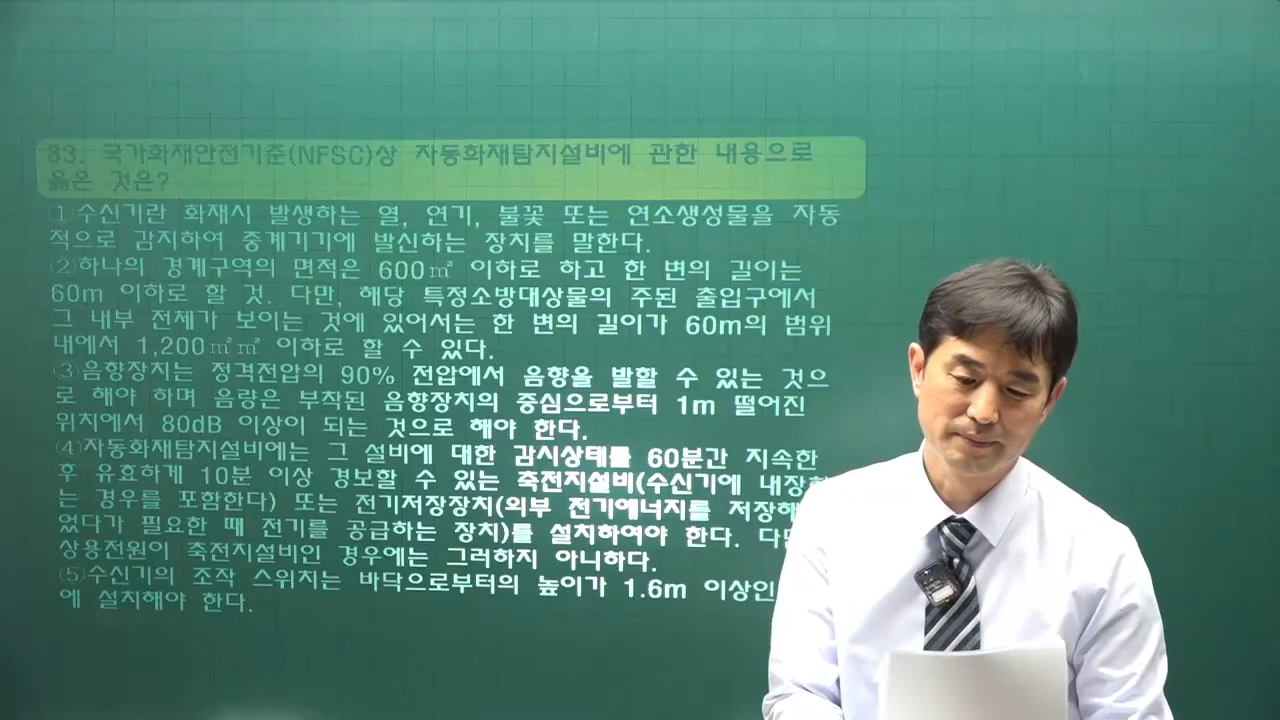 83. 국가화재안전기준(NFSC)상 자동화재탐지설비에 관한 내용으로
옳은 것은?
⑴수신기란 화재시 발생하는 열, 연기, 불꽃 또는 연소생성물을 자동
적으로 감지하여 중계기기에 발신하는 장치를 말한다.
⑵하나의 경계구역의 면적은 600㎡ 이하로 하고 한 변의 길이는
60m 이하로 할 것. 다만, 해당 특정소방대상물의 주된 출입구에서
그 내부 전체가 보이는 것에 있어서는 한 변의 길이가 60m의 범위
내에서 1,200㎡㎡ 이하로 할 수 있다.
⑶음향장치는 정격전압의 90% 전압에서 음향을 발할 수 있는 것으
로 해야 하며 음량은 부착된 음향장치의 중심으로부터 1m 떨어진
위치에서 80dB 이상이 되는 것으로 해야 한다.
⑷자동화재탐지설비에는 그 설비에 대한 감시상태를 60분간 지속한
후 유효하게 10분 이상 경보할 수 있는 축전지설비(수신기에
는 경우를 포함한다) 또는 전기저장장치(외부 전기에너지를
었다가 필요한 때 전기를 공급하는 장치)를 설치하여야 한다.
상용전원이 축전지설비인 경우에는 그러하지 아니하다.
⑸수신기의 조작 스위치는 바닥으로부터의 높이가 1.6m 이상인
에 설치해야 한다.